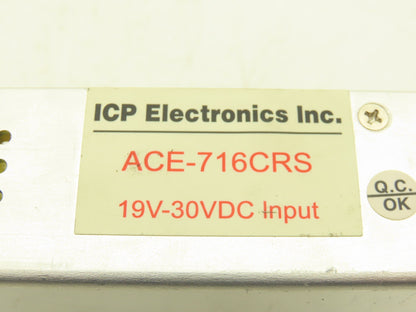 ICP Electronics Inc.
ACE-716CRS
19V-30VDC Input
Q.C.
OK